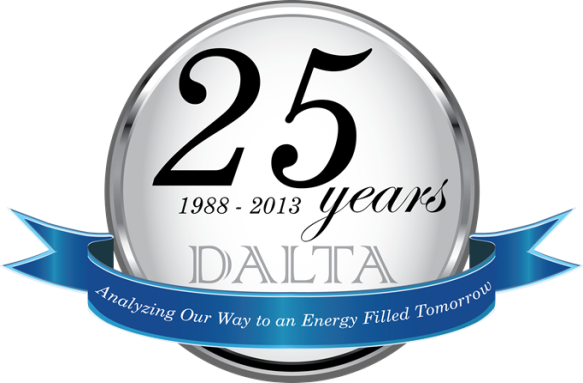 25
years
1988 - 2013
DALTA
Analyzing Our Way to an Energy Filled Tomorrow